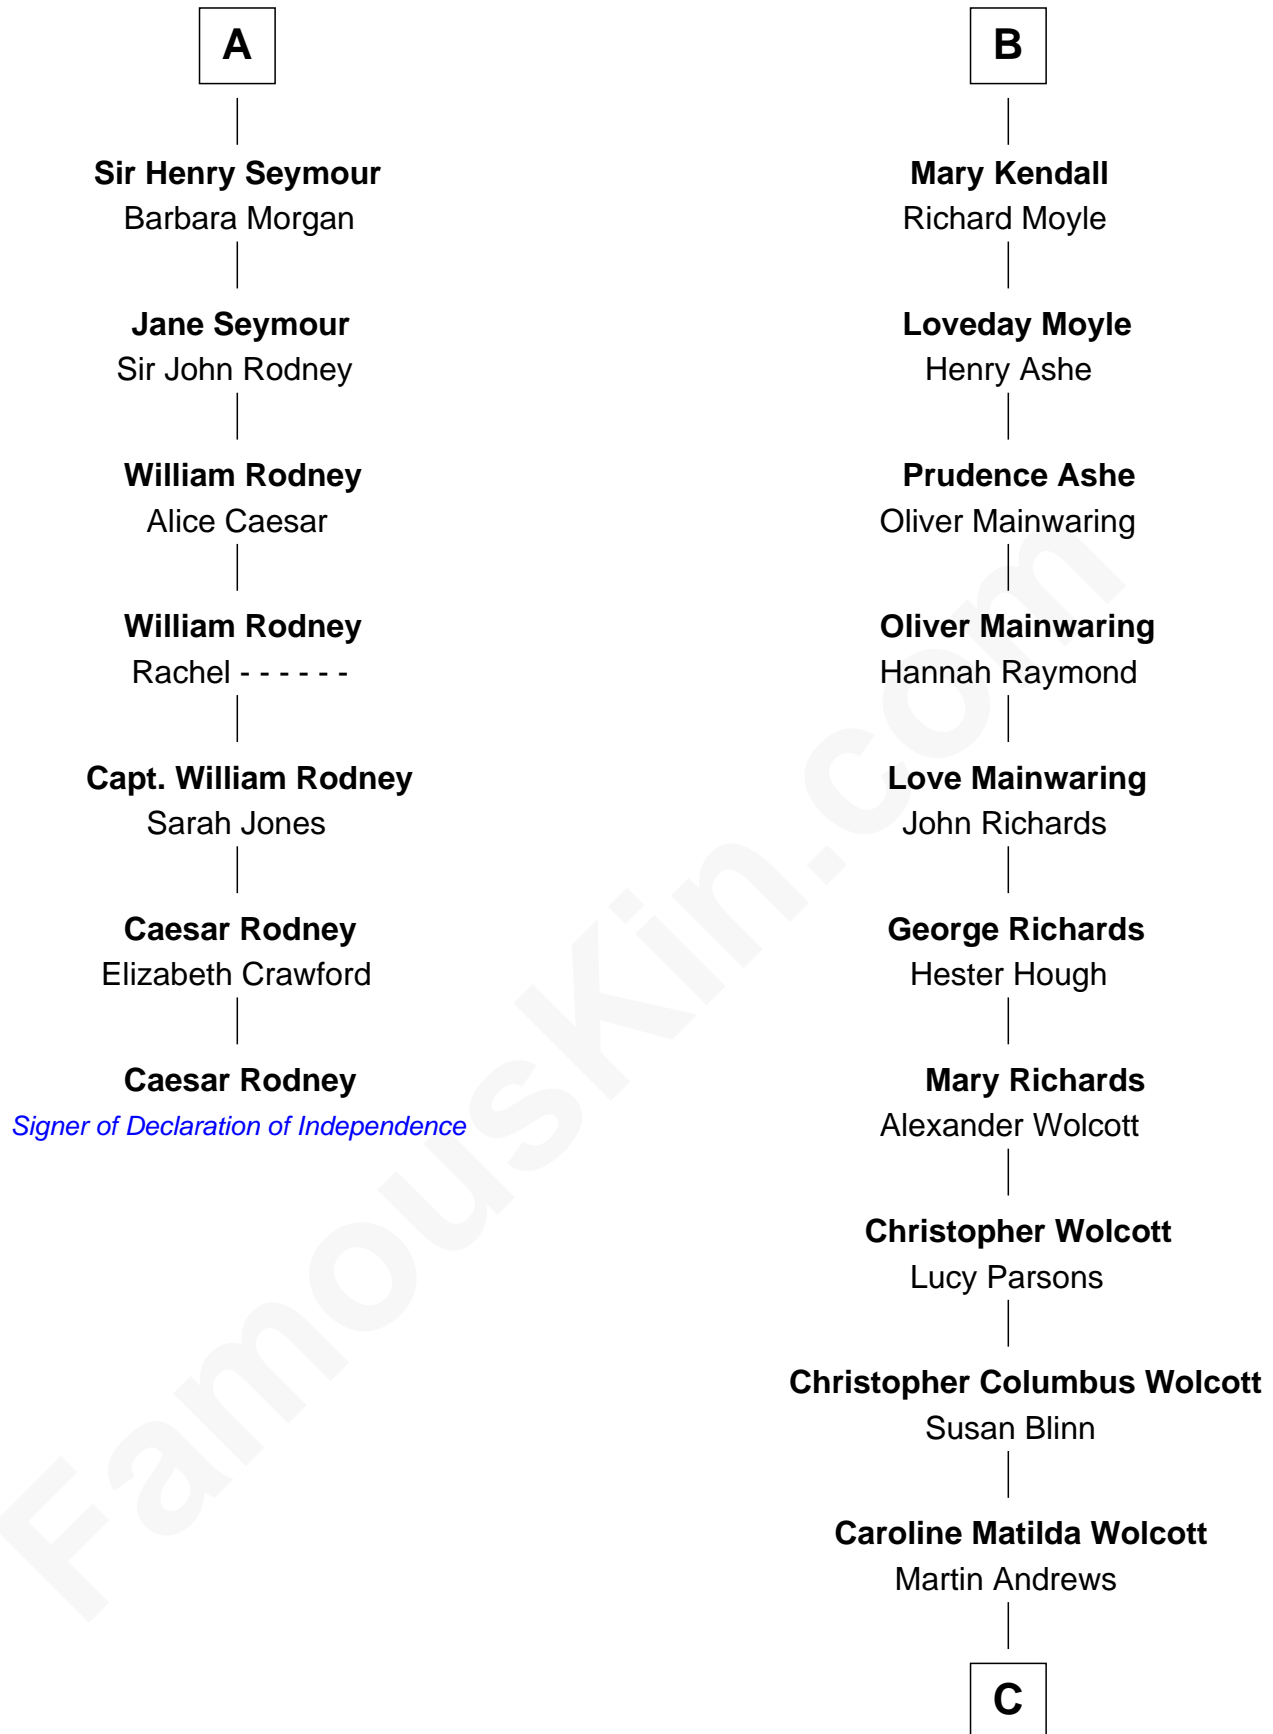 A
Sir Henry Seymour
Barbara Morgan
Jane Seymour
Sir John Rodney
William Rodney
Alice Caesar
William Rodney
Rachel - - - - - -
Capt. William Rodney
Sarah Jones
Caesar Rodney
Elizabeth Crawford
Caesar Rodney
Signer of Declaration of Independence
B
Mary Kendall
Richard Moyle
Loveday Moyle
Henry Ashe
Prudence Ashe
Oliver Mainwaring
Oliver Mainwaring
Hannah Raymond
Love Mainwaring
John Richards
George Richards
Hester Hough
Mary Richards
Alexander Wolcott
Christopher Wolcott
Lucy Parsons
Christopher Columbus Wolcott
Susan Blinn
Caroline Matilda Wolcott
Martin Andrews
C
FamousKin.com